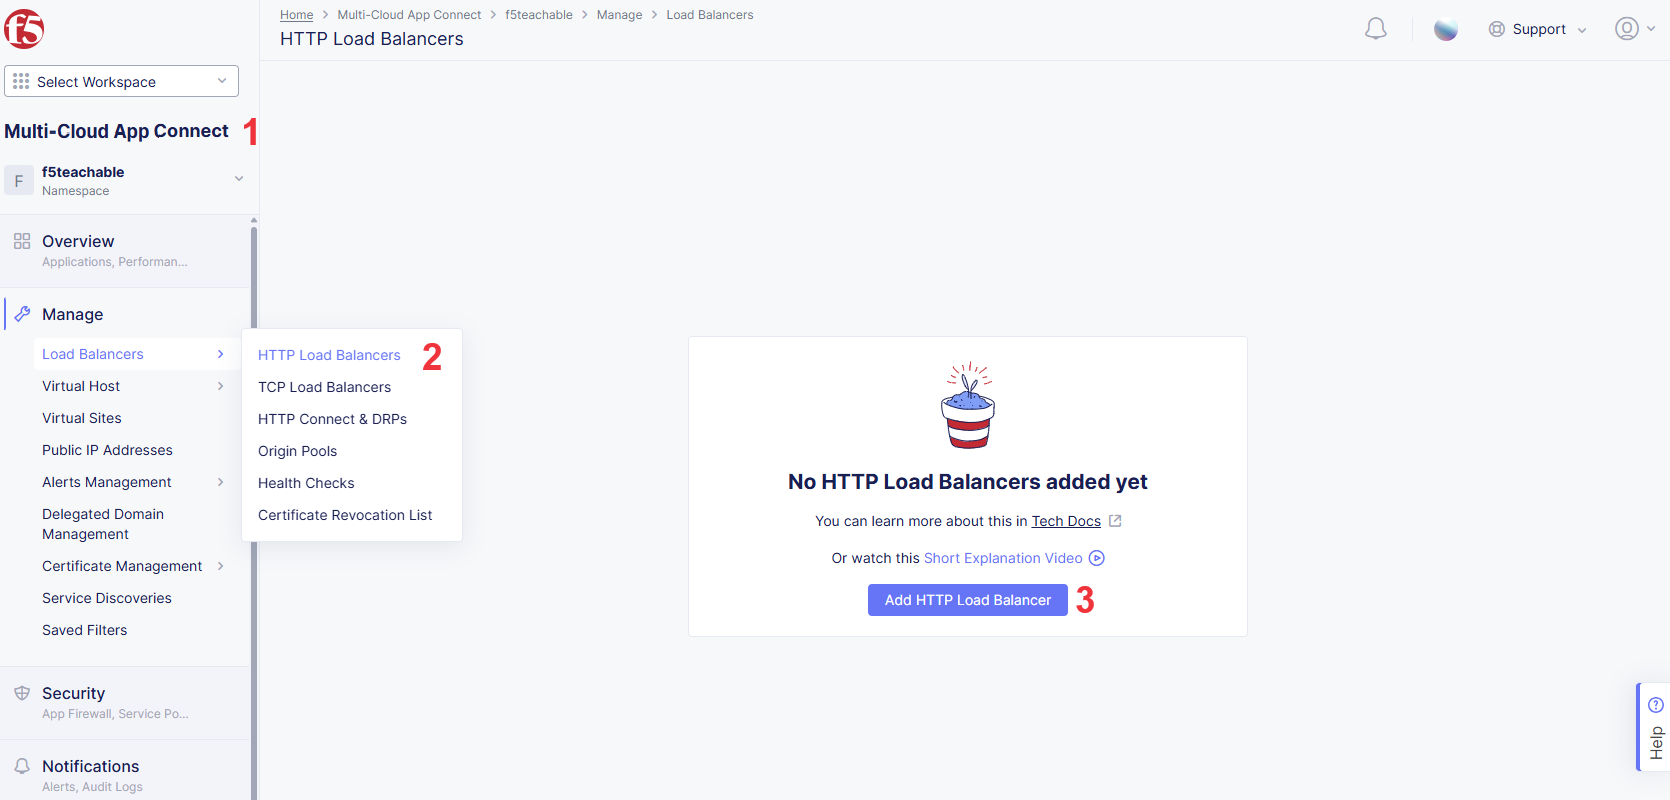 f5
Select Workspace
Multi-Cloud App Connect 1
F
f5teachable
Namespace
Overview
Applications, Performan...
Manage
Load Balancers
Virtual Host
Virtual Sites
Public IP Addresses
Alerts Management
Delegated Domain
Management
Certificate Management
Service Discoveries
Saved Filters
Security
App Firewall, Service Po...
Notifications
Alerts, Audit Logs
HTTP Load Balancers 2
TCP Load Balancers
HTTP Connect & DRPs
Origin Pools
Health Checks
Certificate Revocation List
Home > Multi-Cloud App Connect > f5teachable > Manage > Load Balancers
HTTP Load Balancers
Support
No HTTP Load Balancers added yet
You can learn more about this in Tech Docs
Or watch this Short Explanation Video
Add HTTP Load Balancer 3
Help